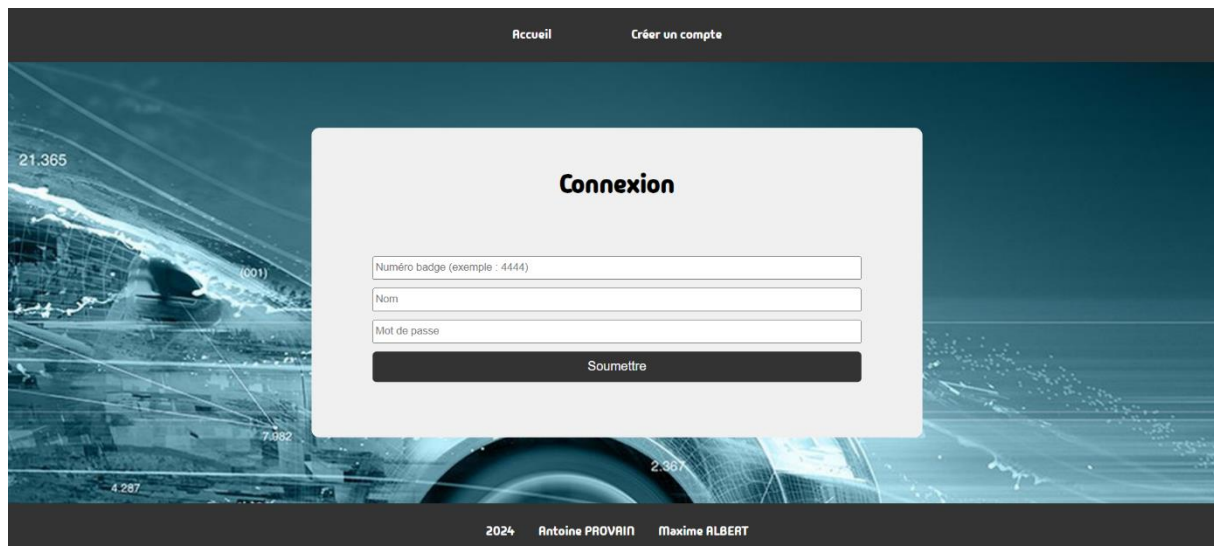 Accueil Créer un compte
21.365
Connexion
(001)
Numéro badge (exemple : 4444)
Nom
Mot de passe
Soumettre
7.982
2.367
4.287
2024 Antoine PROVAIN Maxime ALBERT